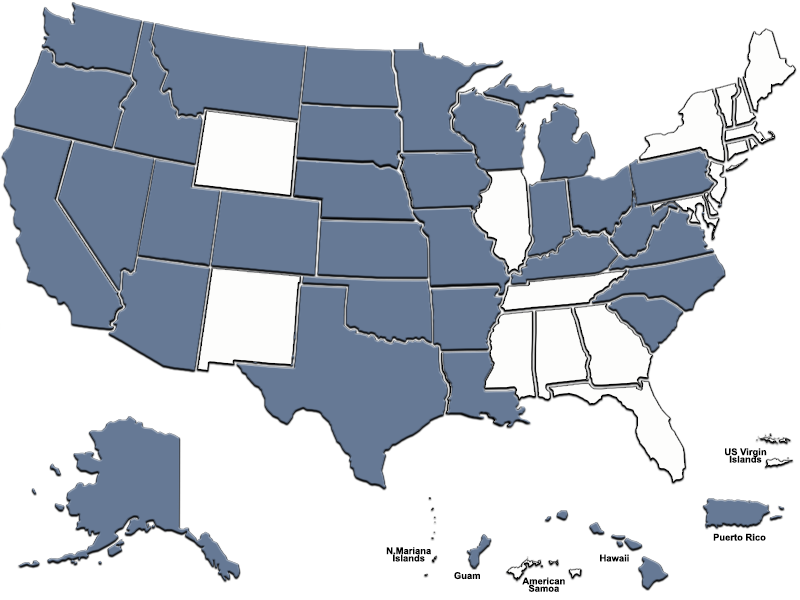 US Virgin
Islands
N.Mariana
Islands
Guam
American
Samoa
Hawaii
Puerto Rico